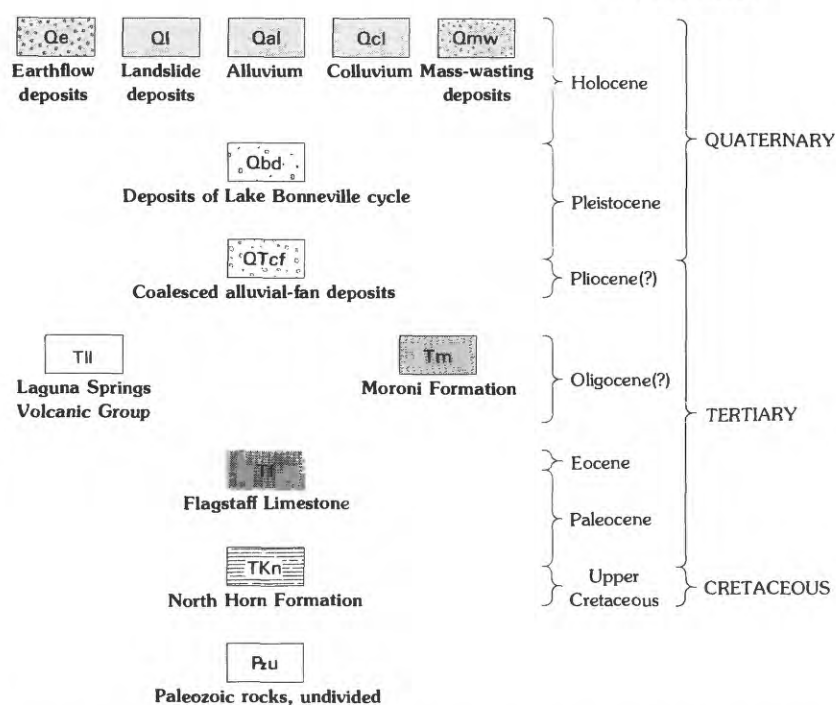 Qe Ql Qal Qcl Qmw
Earthflow deposits
Landslide deposits
Alluvium
Colluvium
Mass-wasting deposits
Holocene
QUATERNARY
Qbd
Deposits of Lake Bonneville cycle
Pleistocene
QTcf
Coalesced alluvial-fan deposits
Pliocene(?)
Tll
Laguna Springs
Volcanic Group
Tm
Moroni Formation
Oligocene(?)
TERTIARY
Tf
Flagstaff Limestone
Eocene
Paleocene
TKn
North Horn Formation
Upper
Cretaceous
CRETACEOUS
Pzu
Paleozoic rocks, undivided